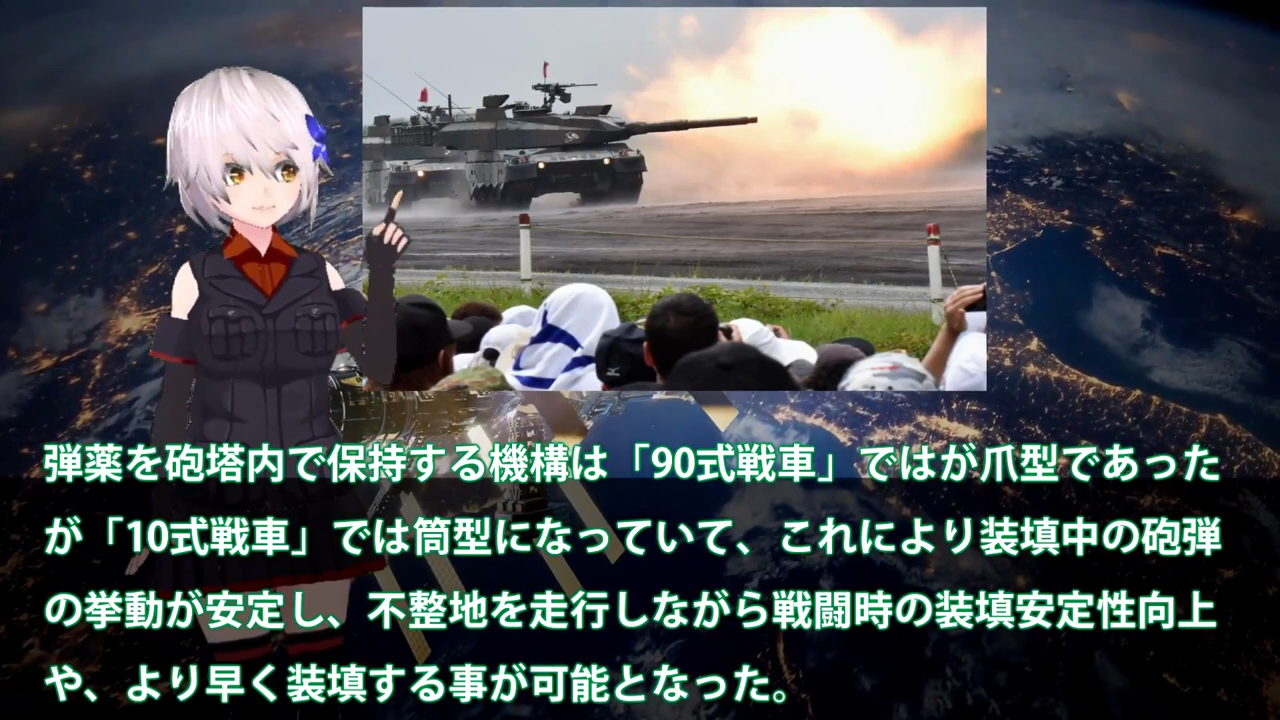 弾薬を砲塔内で保持する機構は「90式戦車」ではが爪型であった
が「10式戦車」では筒型になっていて、これにより装填中の砲弾
の挙動が安定し、不整地を走行しながら戦闘時の装填安定性向上
や、より早く装填する事が可能となった。